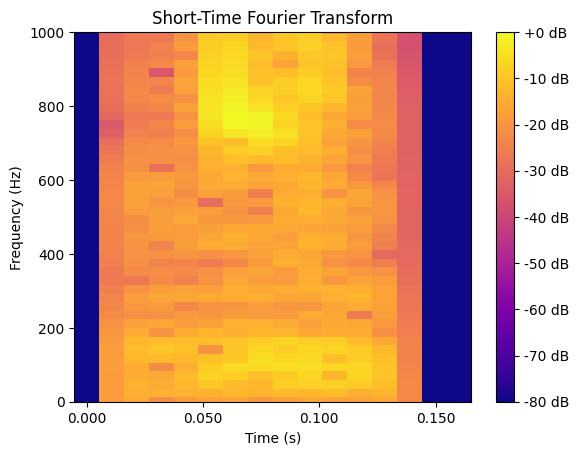 Short-Time Fourier Transform
1000
800
600
400
200
0
Frequency (Hz)
0.000
0.050
0.100
0.150
Time (s)
+0 dB
-10 dB
-20 dB
-30 dB
-40 dB
-50 dB
-60 dB
-70 dB
-80 dB